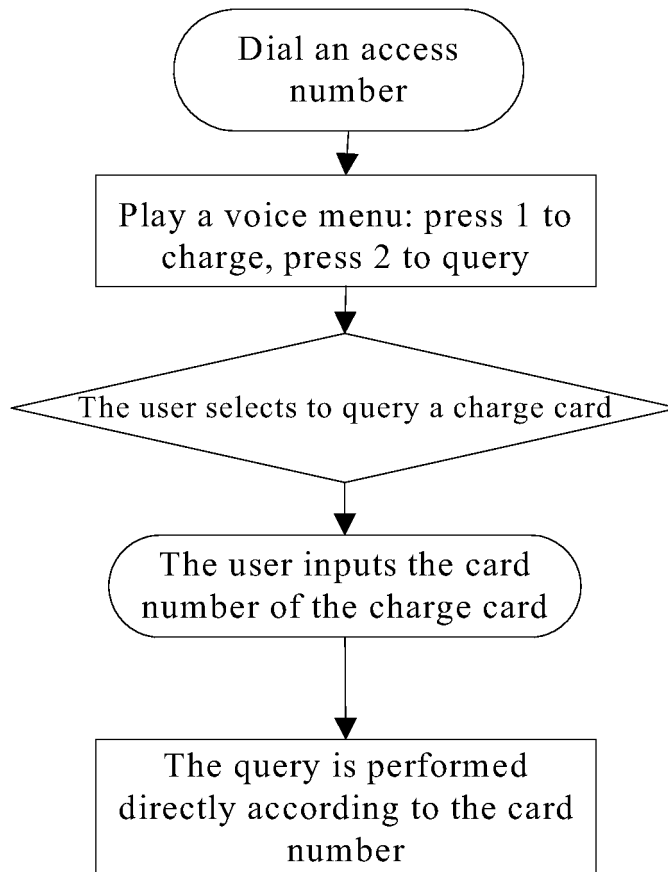 Dial an access
number
Play a voice menu: press 1 to
charge, press 2 to query
The user selects to query a charge card
The user inputs the card
number of the charge card
The query is performed
directly according to the card
number